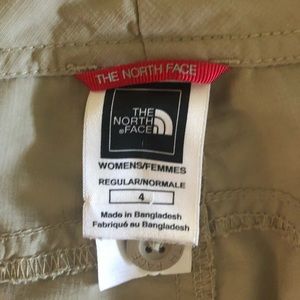 THE NORTH FACE
THE
NORTH
FACE
WOMENS/FEMMES
REGULAR/NORMALE
4
Made in Bangladesh
Fabriqué au Bangladesh